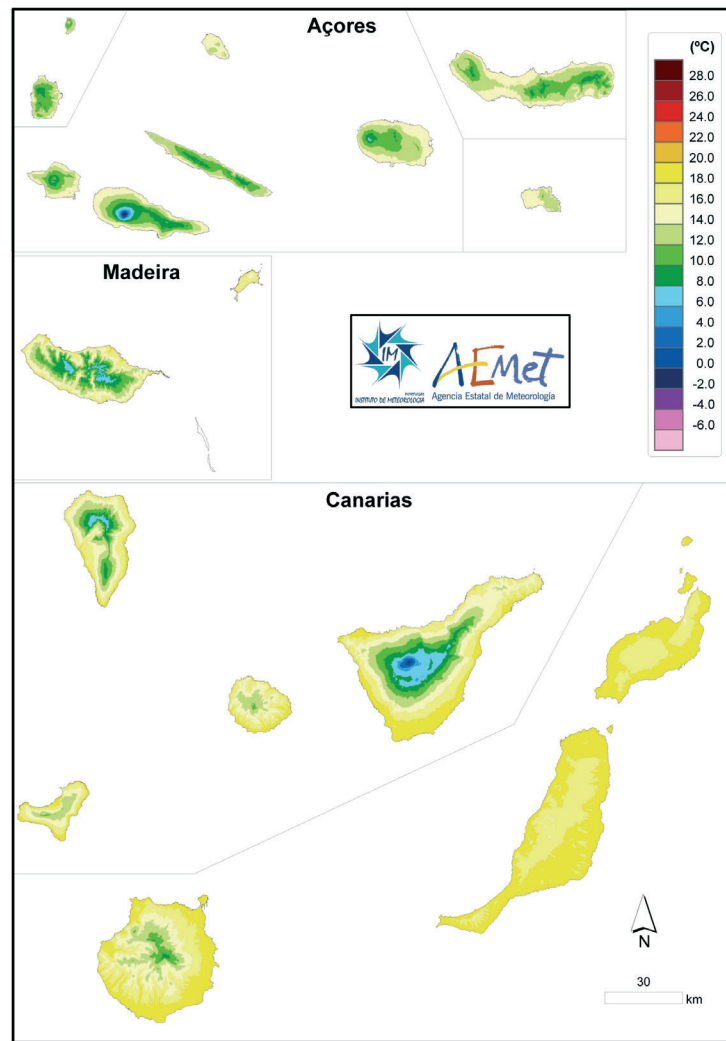 Açores
(ºC)
28.0
26.0
24.0
22.0
20.0
18.0
16.0
14.0
12.0
10.0
8.0
6.0
4.0
2.0
0.0
-2.0
-4.0
-6.0
Madeira
IM
PORTUGAL
INSTITUTO DE METEOROLOGIA
AEMet
Agencia Estatal de Meteorología
Canarias
N
30
km